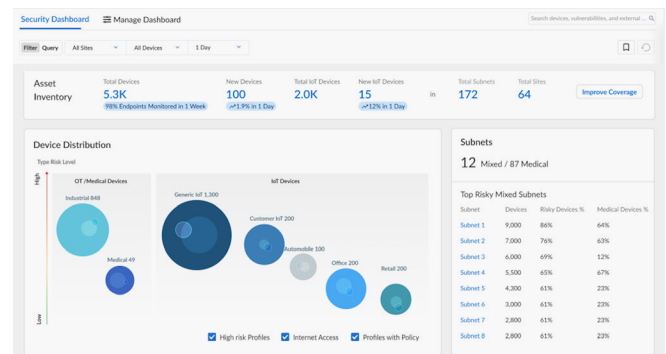 Security Dashboard Manage Dashboard
Search devices, vulnerabilities, and external ...
Filter Query All Sites All Devices 1 Day
Asset Inventory
Total Devices New Devices Total IoT Devices New IoT Devices Total Subnets Total Sites
5.3K 100 2.0K 15 in 172 64 Improve Coverage
98% Endpoints Monitored in 1 Week 1.9% in 1 Day 12% in 1 Day
Device Distribution
Type Risk Level
High
Low
OT /Medical Devices
Industrial 848
Medical 49
IoT Devices
Generic IoT 1,300
Customer IoT 200
Automobile 100
Office 200
Retail 200
High risk Profiles Internet Access Profiles with Policy
Subnets
12 Mixed / 87 Medical
Top Risky Mixed Subnets
Subnet Devices Risky Devices % Medical Devices %
Subnet 1 9,000 86% 64%
Subnet 2 7,000 76% 63%
Subnet 3 6,000 69% 12%
Subnet 4 5,500 65% 67%
Subnet 5 4,300 61% 23%
Subnet 6 3,000 61% 23%
Subnet 7 2,800 61% 23%
Subnet 8 2,800 61% 23%